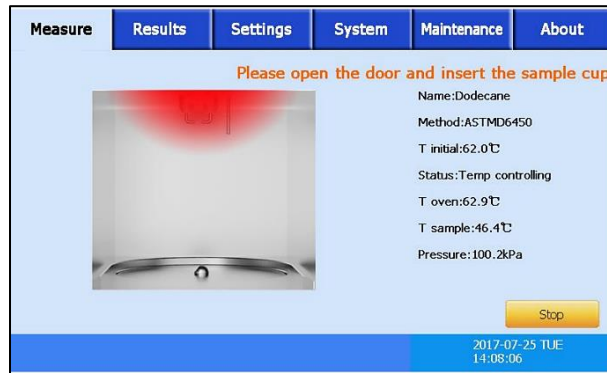 Measure Results Settings System Maintenance About
Please open the door and insert the sample cup
Name:Dodecane
Method:ASTMD6450
T initial:62.0℃
Status:Temp controlling
T oven:62.9℃
T sample:46.4℃
Pressure:100.2kPa
Stop
2017-07-25 TUE
14:08:06